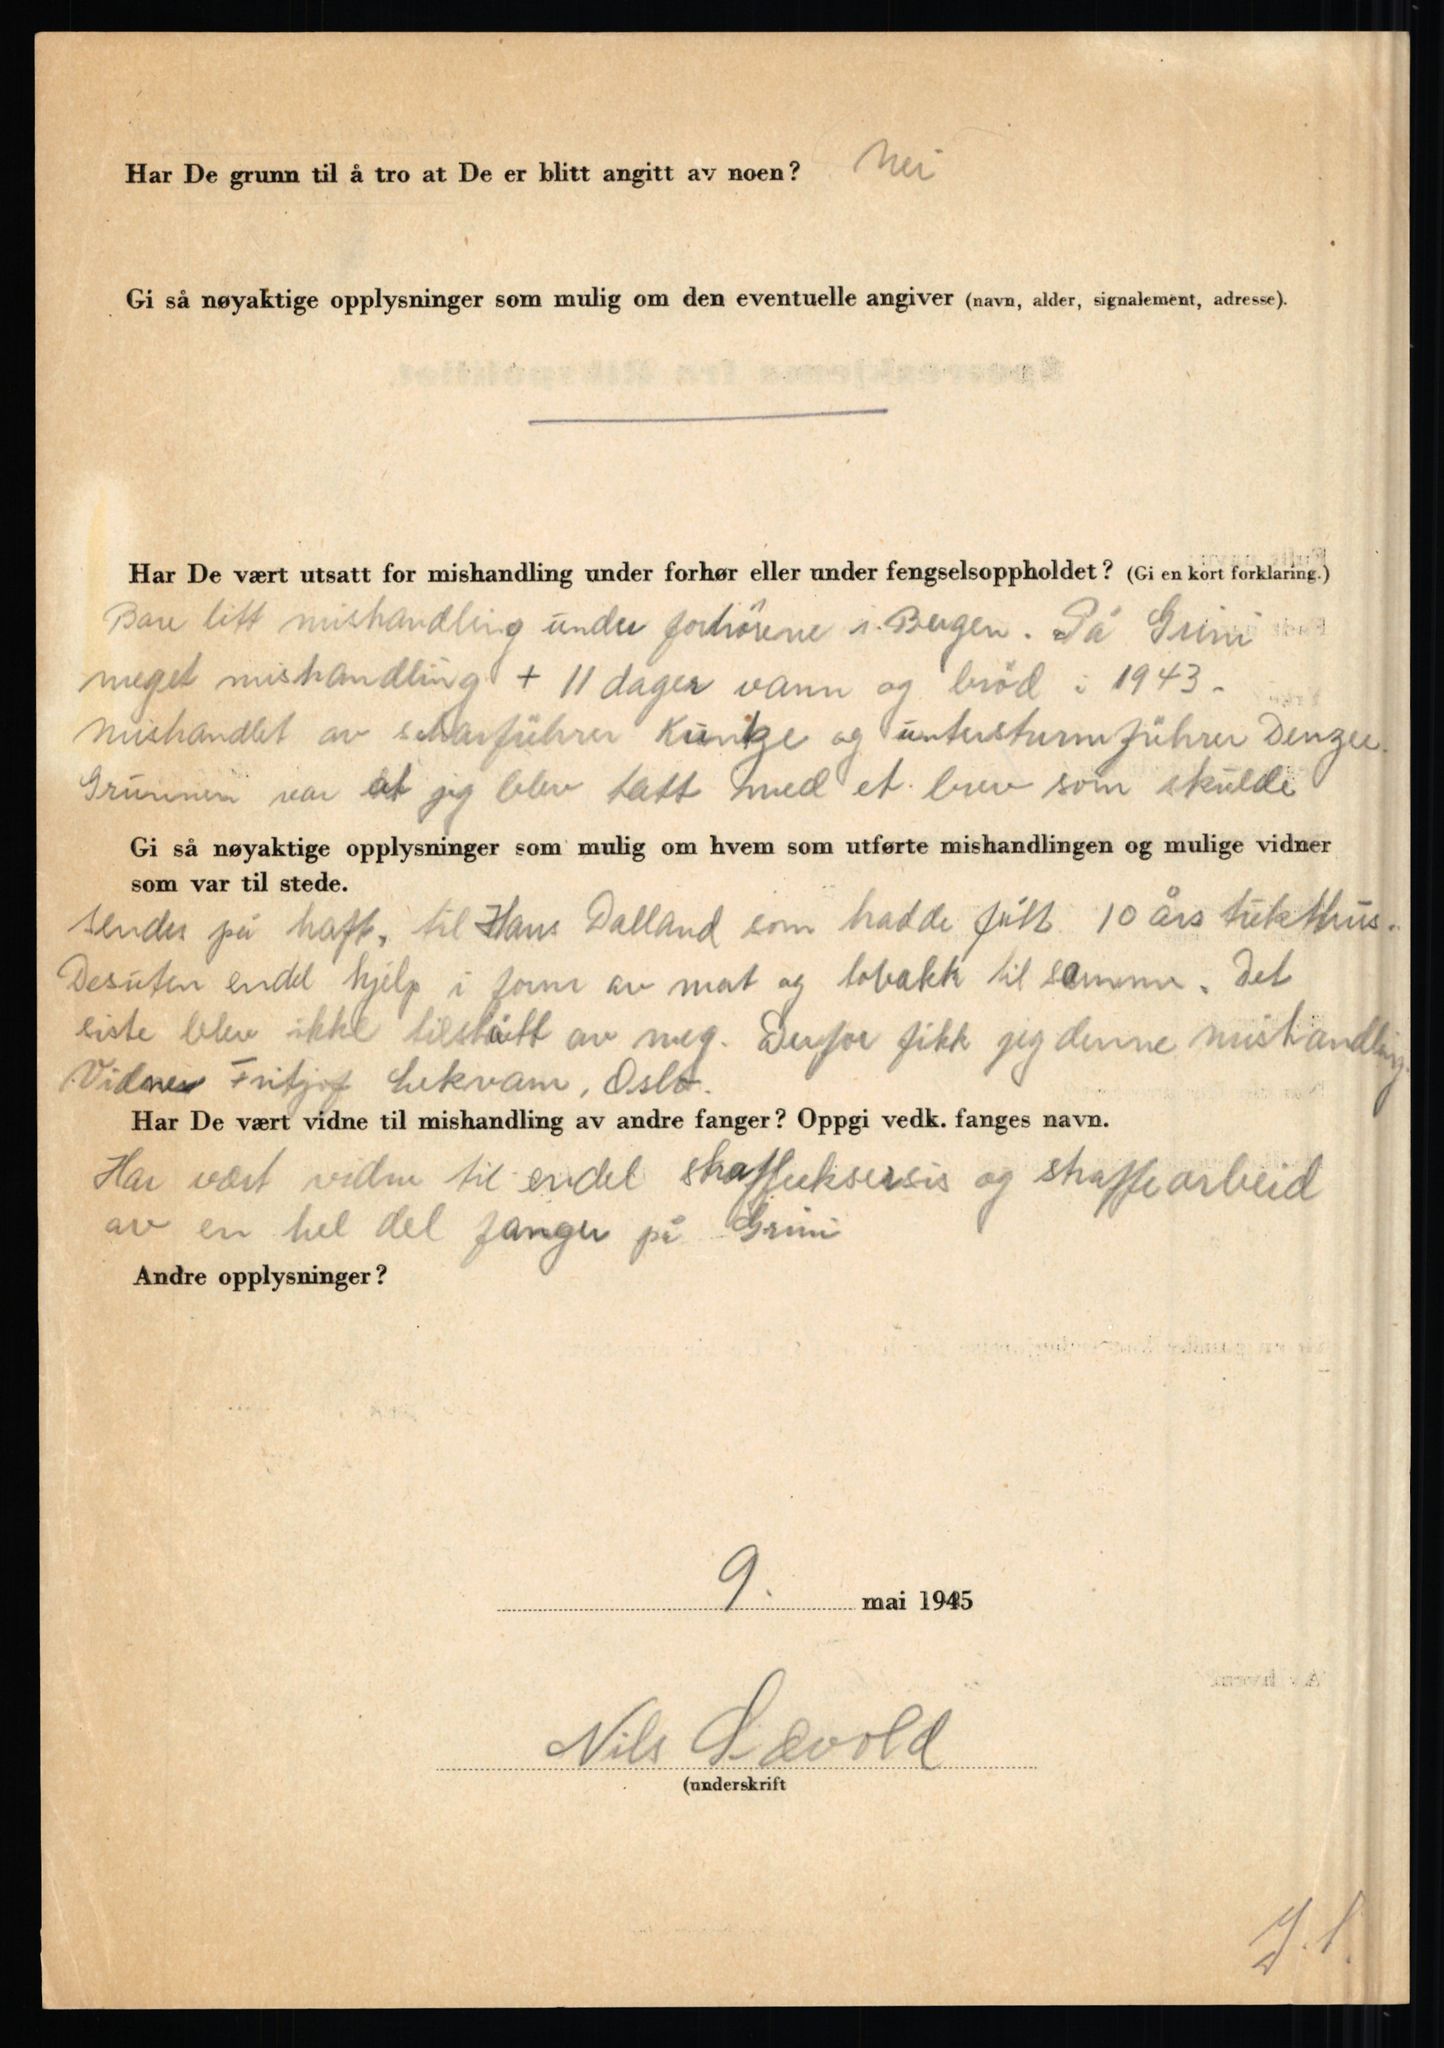 Har De grunn til å tro at De er blitt angitt av noen? Nei
Gi så nøyaktige opplysninger som mulig om den eventuelle angiver (navn, alder, signalement, adresse).
Har De vært utsatt for mishandling under forhør eller under fengselsoppholdet? (Gi en kort forklaring.)
Bare litt mishandling under forhörene i Bergen. På Grini
meget mishandling + 11 dager vann og bröd i 1943.
Mishandlet av scharführer Kuntze og untersturmführer Denzer.
Grunnen var at jeg blev tatt med et brev som skulde
Gi så nøyaktige opplysninger som mulig om hvem som utførte mishandlingen og mulige vidner
som var til stede.
sendes på haft. til Hans Dalland som hadde fått 10 års tukthus.
Desuten endel hjelp i form av mat og tobakk til samme. Det
siste blev ikke tilstått av meg. Derfor fikk jeg denne mishandling.
Vidner Fritjof Lekvam, Oslo.
Har De vært vidne til mishandling av andre fanger? Oppgi vedk. fanges navn.
Har vært vidne til endel straffeeksersis og straffearbeid
av en hel del fanger på Grini
Andre opplysninger?
9. mai 1945
Nils Sævold
(underskrift